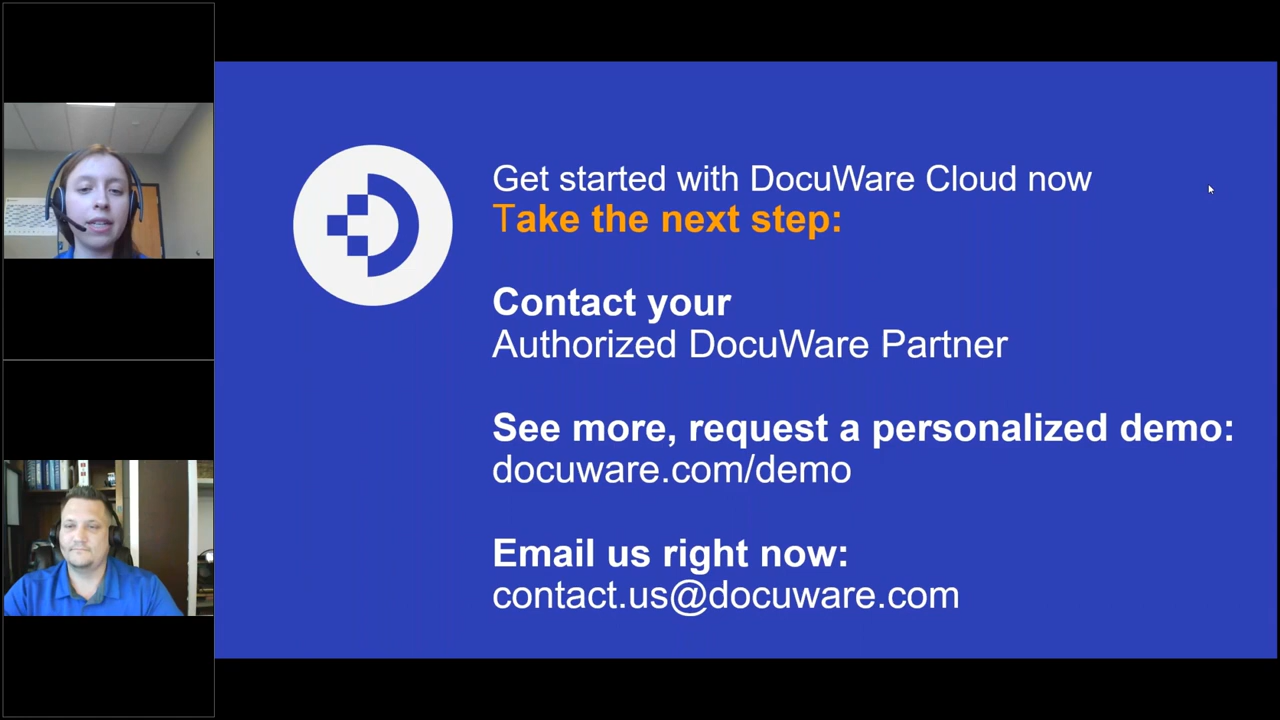 Get started with DocuWare Cloud now
Take the next step:
Contact your
Authorized DocuWare Partner
See more, request a personalized demo:
docuware.com/demo
Email us right now:
contact.us@docuware.com